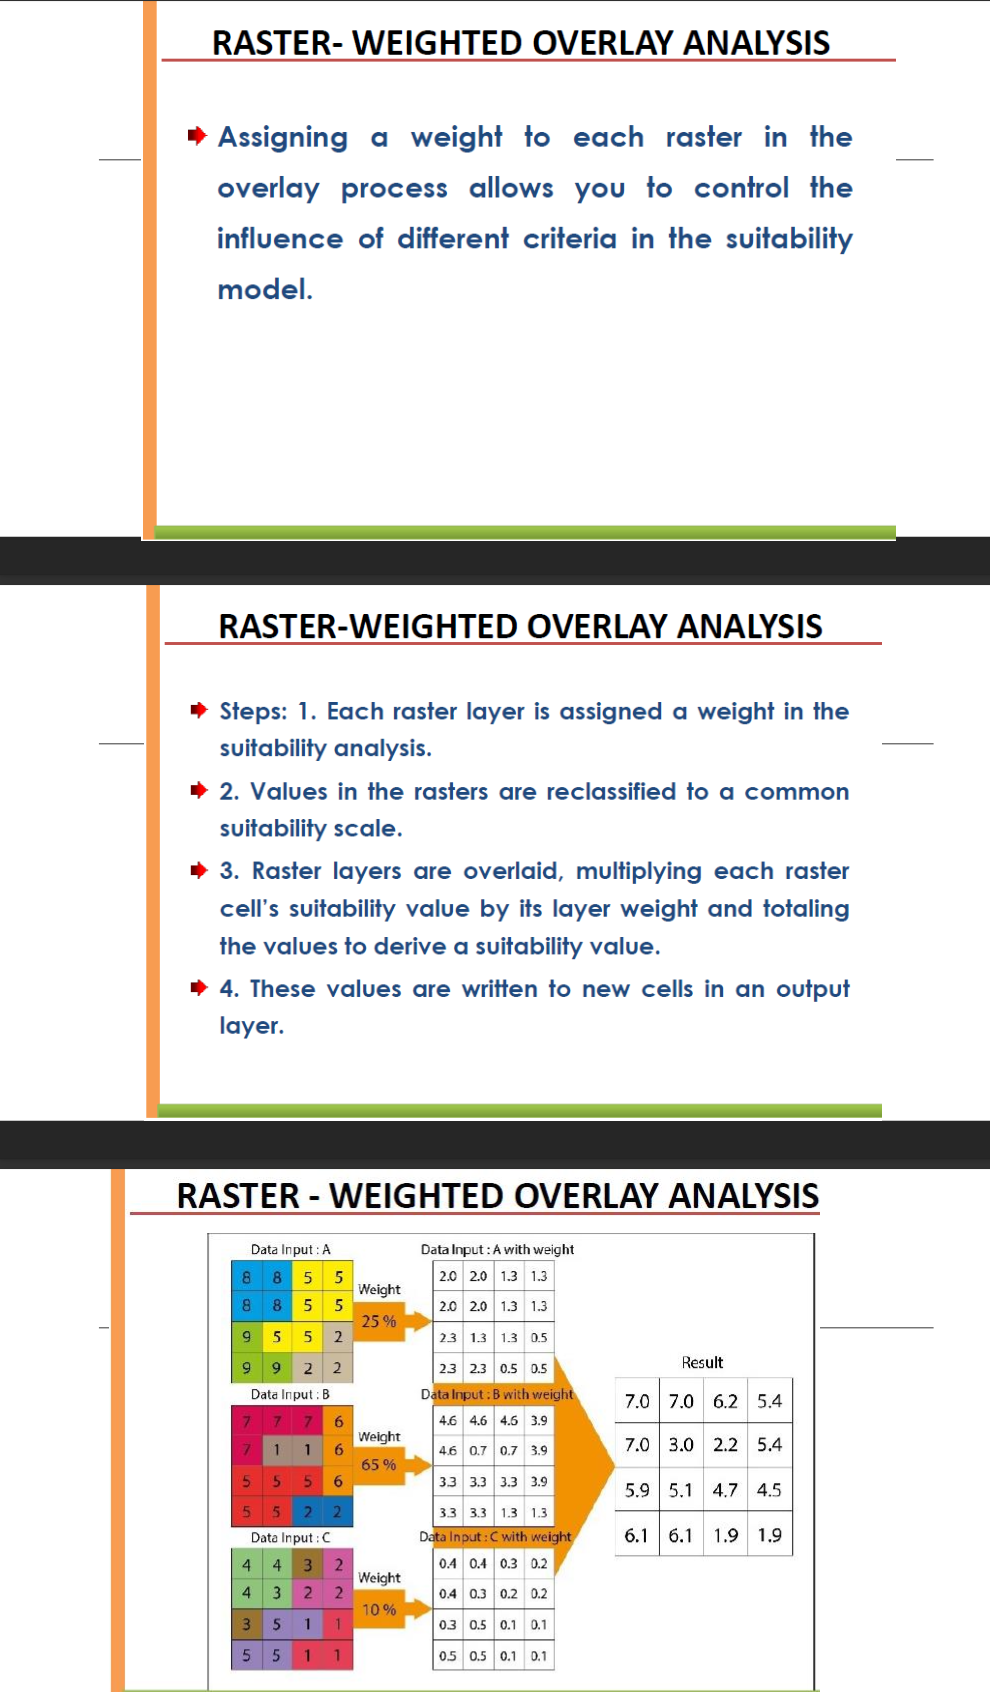 RASTER- WEIGHTED OVERLAY ANALYSIS
Assigning a weight to each raster in the
overlay process allows you to control the
influence of different criteria in the suitability
model.
RASTER-WEIGHTED OVERLAY ANALYSIS
Steps: 1. Each raster layer is assigned a weight in the
suitability analysis.
2. Values in the rasters are reclassified to a common
suitability scale.
3. Raster layers are overlaid, multiplying each raster
cell's suitability value by its layer weight and totaling
the values to derive a suitability value.
4. These values are written to new cells in an output
layer.
RASTER - WEIGHTED OVERLAY ANALYSIS
Data Input : A
8 8 5 5
8 8 5 5
9 5 5 2
9 9 2 2
Weight
25 %
Data Input : A with weight
2.0 2.0 1.3 1.3
2.0 2.0 1.3 1.3
2.3 1.3 1.3 0.5
2.3 2.3 0.5 0.5
Data Input : B
7 7 7 6
7 1 1 6
5 5 5 6
5 5 2 2
Weight
65 %
Data Input : B with weight
4.6 4.6 4.6 3.9
4.6 0.7 0.7 3.9
3.3 3.3 3.3 3.9
3.3 3.3 1.3 1.3
Data Input : C
4 4 3 2
4 3 2 2
3 5 1 1
5 5 1 1
Weight
10 %
Data Input : C with weight
0.4 0.4 0.3 0.2
0.4 0.3 0.2 0.2
0.3 0.5 0.1 0.1
0.5 0.5 0.1 0.1
Result
7.0 7.0 6.2 5.4
7.0 3.0 2.2 5.4
5.9 5.1 4.7 4.5
6.1 6.1 1.9 1.9